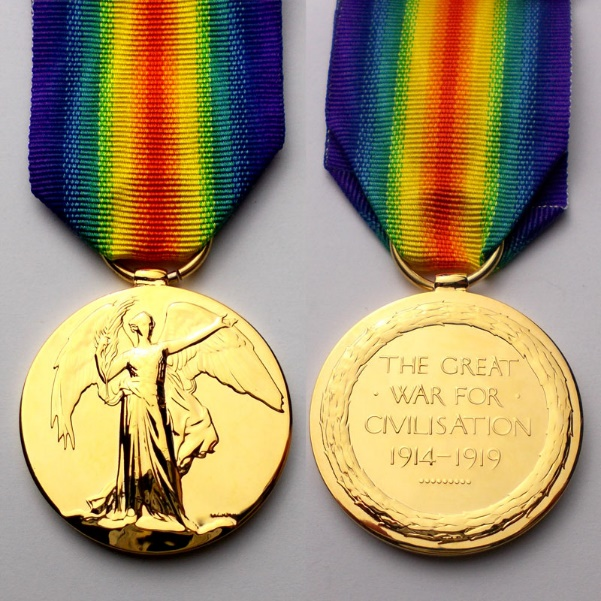 THE GREAT
WAR FOR
CIVILISATION
1914-1919